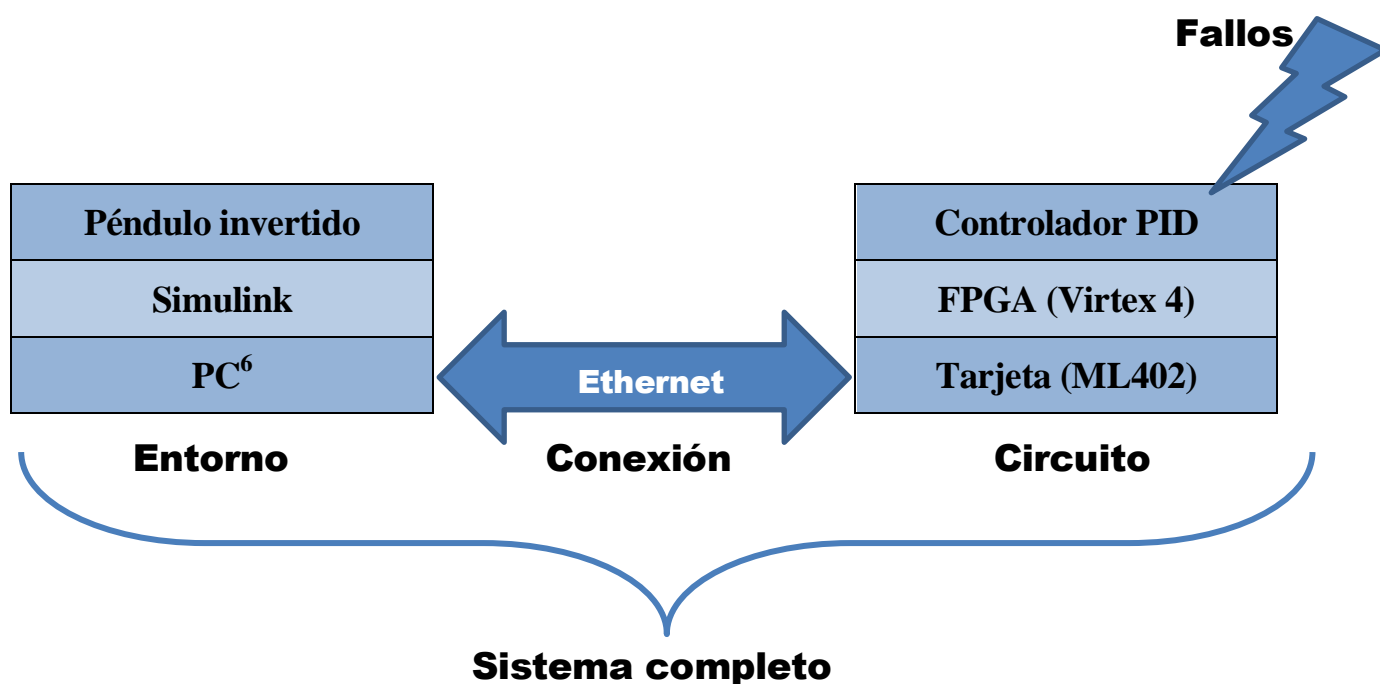 Fallos
Péndulo invertido
Simulink
PC⁶
Entorno
Ethernet
Conexión
Controlador PID
FPGA (Virtex 4)
Tarjeta (ML402)
Circuito
Sistema completo